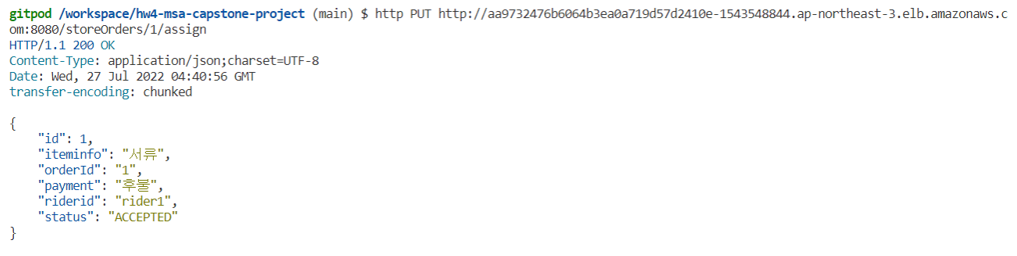 gitpod /workspace/hw4-msa-capstone-project (main) $ http PUT http://aa9732476b6064b3ea0a719d57d2410e-1543548844.ap-northeast-3.elb.amazonaws.c
om:8080/storeOrders/1/assign
HTTP/1.1 200 OK
Content-Type: application/json;charset=UTF-8
Date: Wed, 27 Jul 2022 04:40:56 GMT
transfer-encoding: chunked
{
    "id": 1,
    "iteminfo": "서류",
    "orderId": "1",
    "payment": "후불",
    "riderid": "rider1",
    "status": "ACCEPTED"
}